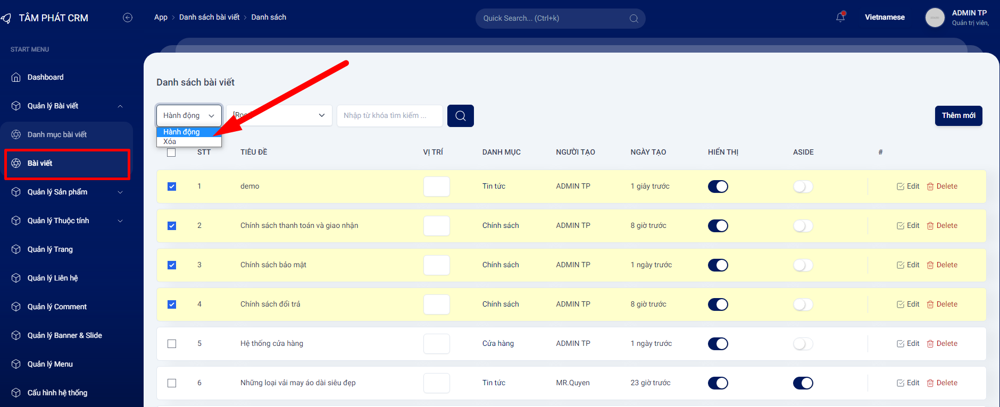 TÂM PHÁT CRM
App > Danh sách bài viết > Danh sách
Quick Search... (Ctrl+k)
Vietnamese
ADMIN TP
Quản trị viên,
START MENU
Dashboard
Quản lý Bài viết
Danh mục bài viết
Bài viết
Quản lý Sản phẩm
Quản lý Thuộc tính
Quản lý Trang
Quản lý Liên hệ
Quản lý Comment
Quản lý Banner & Slide
Quản lý Menu
Cấu hình hệ thống
Danh sách bài viết
Hành động
Nhập từ khóa tìm kiếm ...
Thêm mới
Hành động
Xóa
STT TIÊU ĐỀ VỊ TRÍ DANH MỤC NGƯỜI TẠO NGÀY TẠO HIỂN THỊ ASIDE #
1 demo Tin tức ADMIN TP 1 giây trước Edit Delete
2 Chính sách thanh toán và giao nhận Chính sách ADMIN TP 8 giờ trước Edit Delete
3 Chính sách bảo mật Chính sách ADMIN TP 1 ngày trước Edit Delete
4 Chính sách đổi trả Chính sách ADMIN TP 8 giờ trước Edit Delete
5 Hệ thống cửa hàng Cửa hàng ADMIN TP 1 ngày trước Edit Delete
6 Những loại vải may áo dài siêu đẹp Tin tức MR.Quyen 23 giờ trước Edit Delete